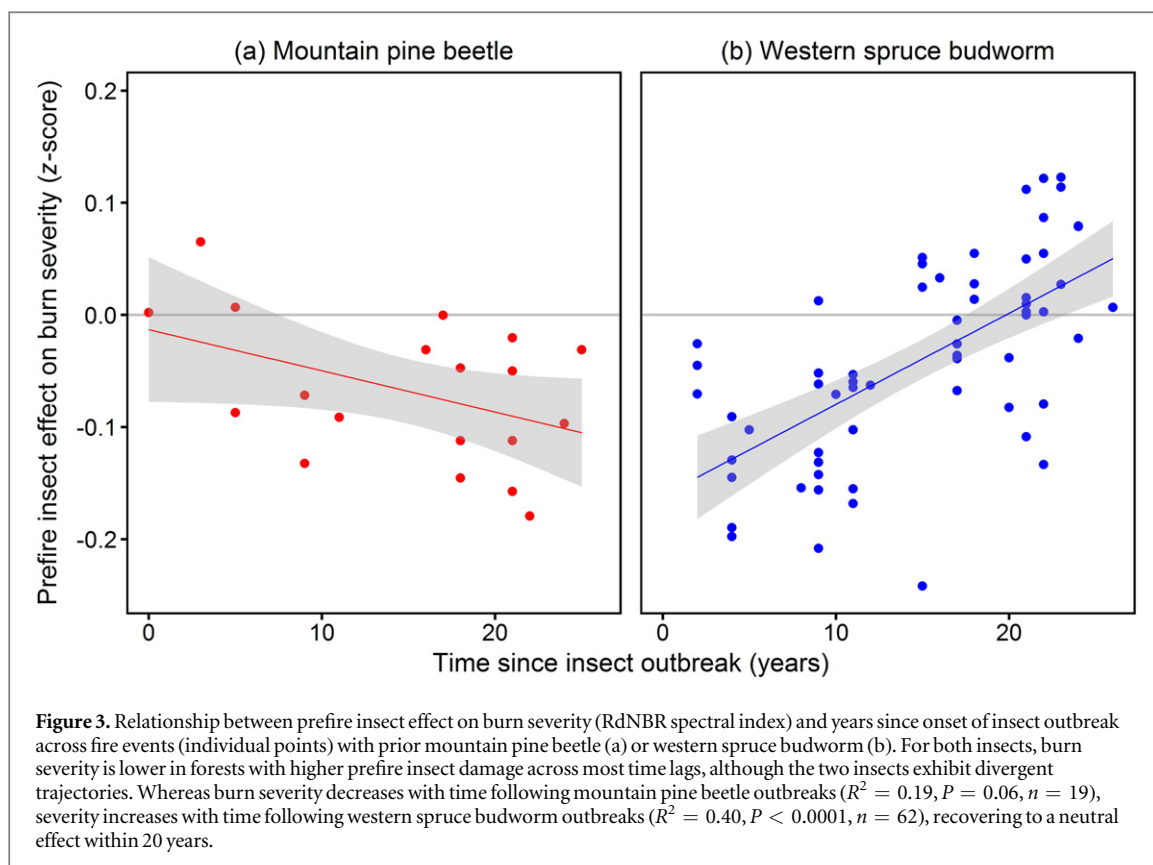 (a) Mountain pine beetle
(b) Western spruce budworm
Prefire insect effect on burn severity (z-score)
0.2
0.1
0.0
-0.1
-0.2
0
10
20
0
10
20
Time since insect outbreak (years)
Figure 3. Relationship between prefire insect effect on burn severity (RdNBR spectral index) and years since onset of insect outbreak
across fire events (individual points) with prior mountain pine beetle (a) or western spruce budworm (b). For both insects, burn
severity is lower in forests with higher prefire insect damage across most time lags, although the two insects exhibit divergent
trajectories. Whereas burn severity decreases with time following mountain pine beetle outbreaks (R² = 0.19, P = 0.06, n = 19),
severity increases with time following western spruce budworm outbreaks (R² = 0.40, P < 0.0001, n = 62), recovering to a neutral
effect within 20 years.